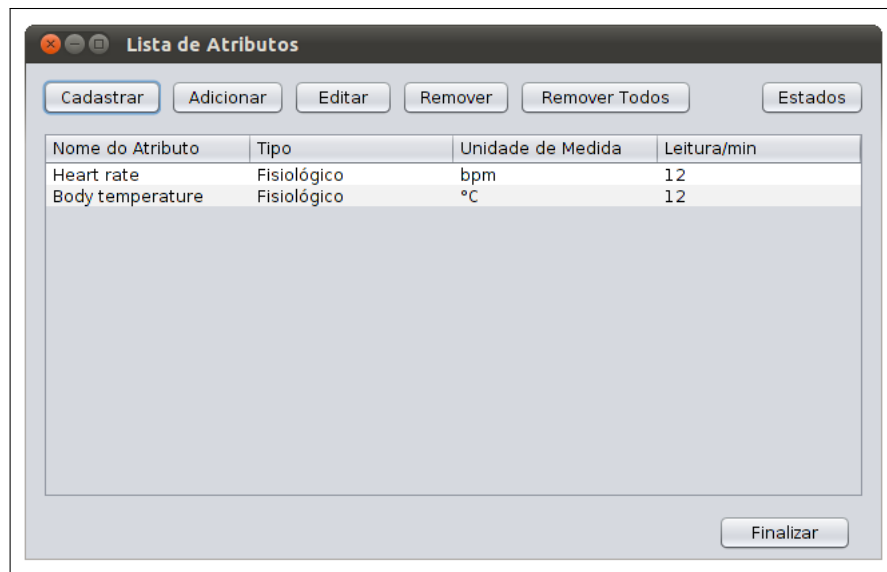 Lista de Atributos
Cadastrar Adicionar Editar Remover Remover Todos Estados
Nome do Atributo Tipo Unidade de Medida Leitura/min
Heart rate Fisiológico bpm 12
Body temperature Fisiológico °C 12
Finalizar